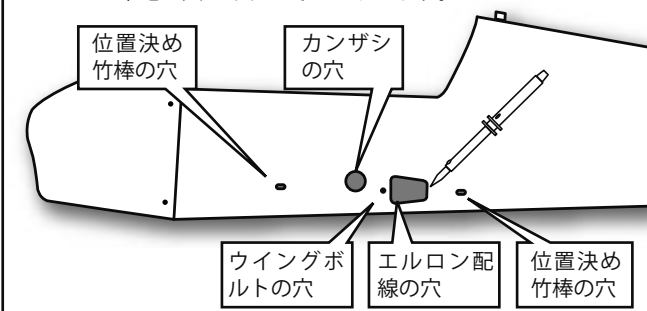 位置決め
竹棒の穴
カンザシ
の穴
ウイングボ
ルトの穴
エルロン配
線の穴
位置決め
竹棒の穴